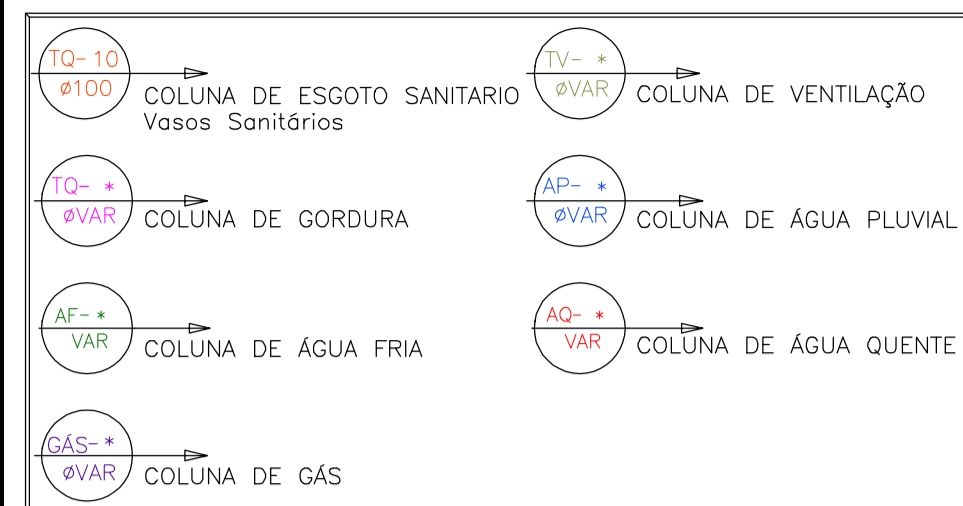 TQ- 10
ø100
COLUNA DE ESGOTO SANITARIO
Vasos Sanitários
TV- *
øVAR
COLUNA DE VENTILAÇÃO
TQ- *
øVAR
COLUNA DE GORDURA
AP- *
øVAR
COLUNA DE ÁGUA PLUVIAL
AF- *
VAR
COLUNA DE ÁGUA FRIA
AQ- *
VAR
COLUNA DE ÁGUA QUENTE
GÁS- *
øVAR
COLUNA DE GÁS